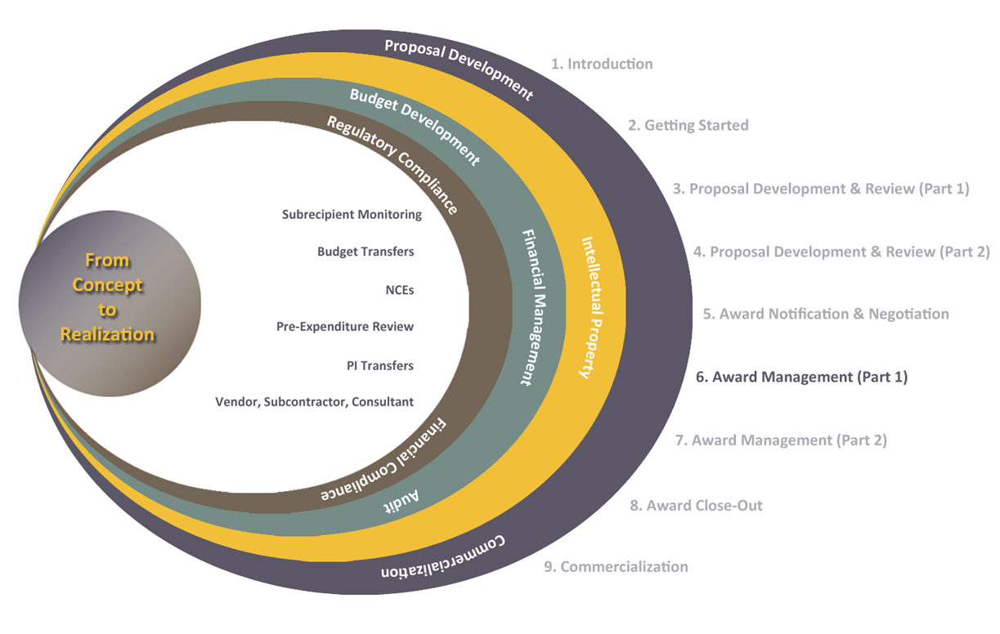 Proposal Development
Budget Development
Regulatory Compliance
Subrecipient Monitoring
Budget Transfers
NCEs
Pre-Expenditure Review
PI Transfers
Vendor, Subcontractor, Consultant
From
Concept
to
Realization
Financial Management
Intellectual Property
Financial Compliance
Audit
Commercialization
1. Introduction
2. Getting Started
3. Proposal Development & Review (Part 1)
4. Proposal Development & Review (Part 2)
5. Award Notification & Negotiation
6. Award Management (Part 1)
7. Award Management (Part 2)
8. Award Close-Out
9. Commercialization